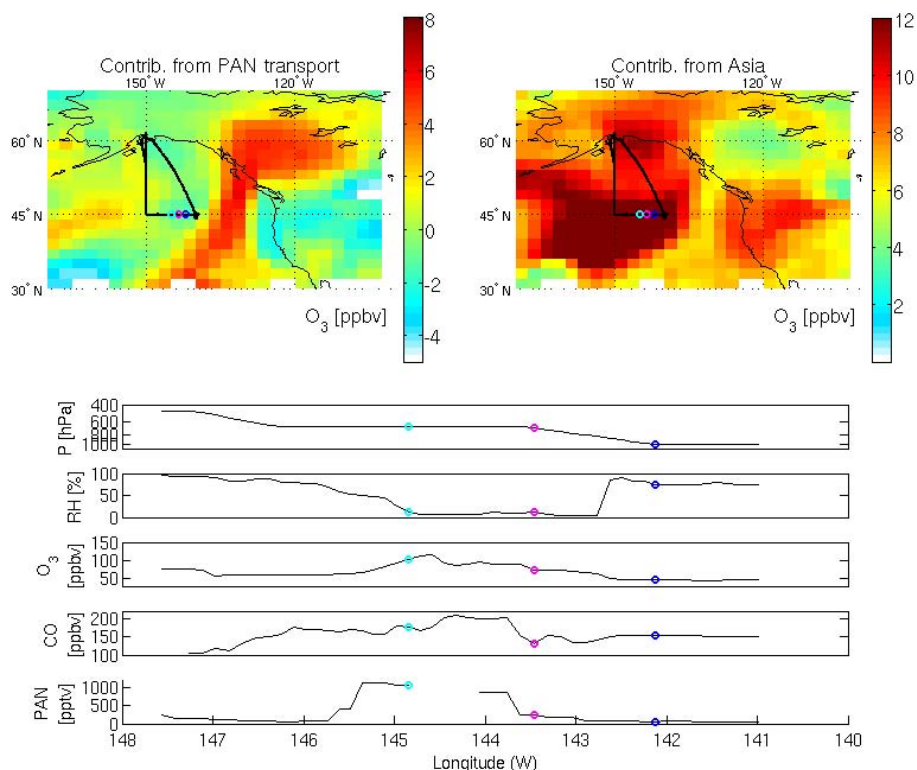 Contrib. from PAN transport
150° W
120° W
60° N
45° N
30° N
O3 [ppbv]
8
6
4
2
0
-2
-4
Contrib. from Asia
150° W
120° W
60° N
45° N
30° N
O3 [ppbv]
12
10
8
6
4
2
P [hPa]
400
600
800
1000
RH [%]
100
50
0
O3
[ppbv]
150
100
50
CO
[ppbv]
200
150
100
PAN
[pptv]
1000
500
0
148
147
146
145
144
143
142
141
140
Longitude (W)